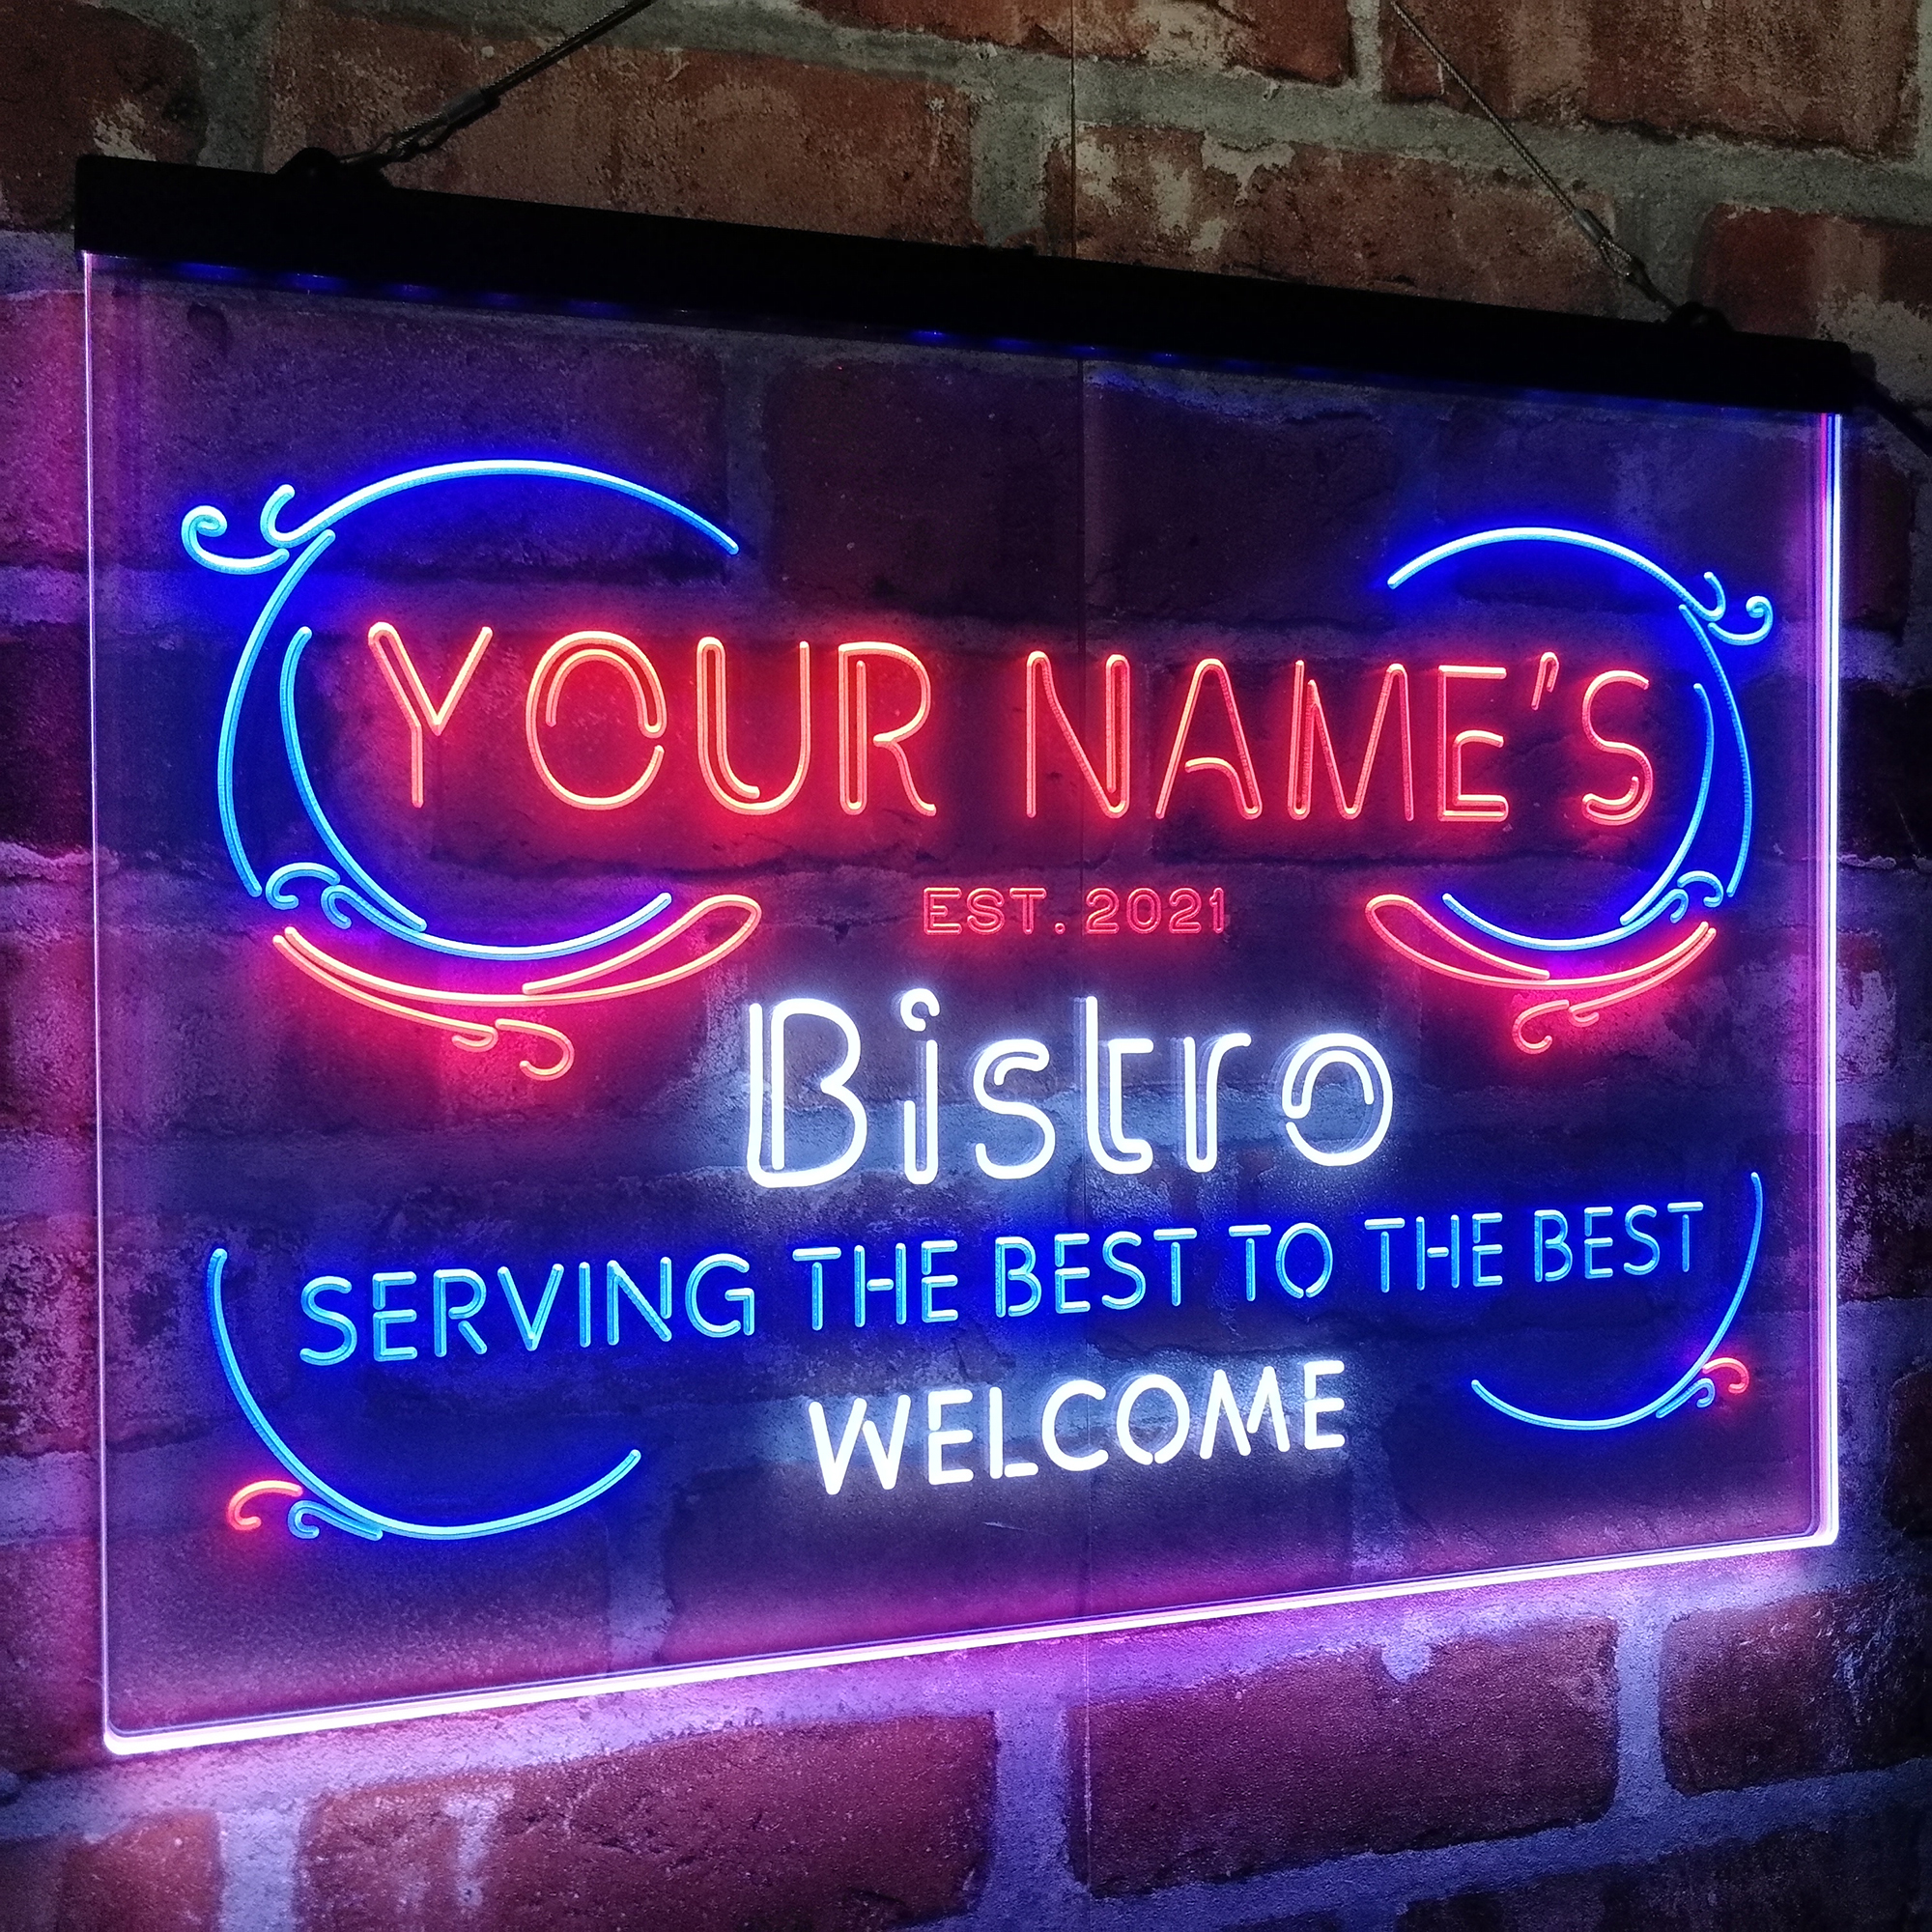 YOUR NAME'S
EST. 2021
Bistro
SERVING THE BEST TO THE BEST
WELCOME